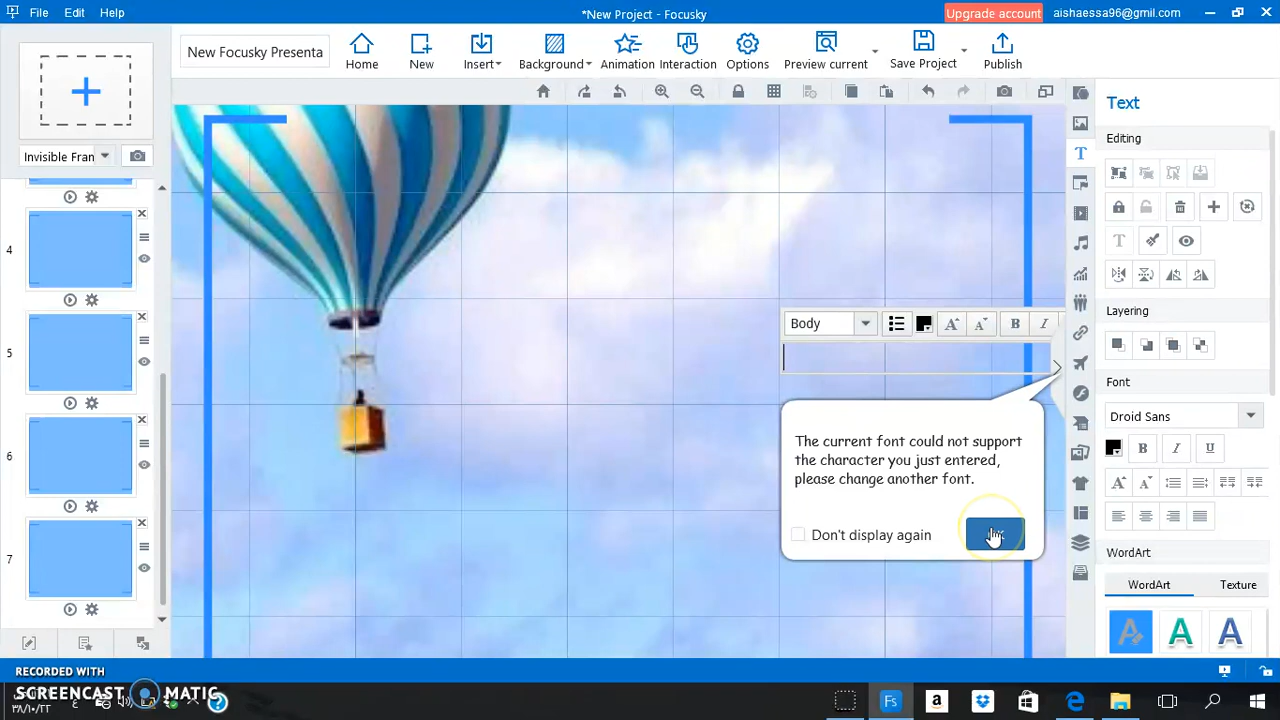 File Edit Help *New Project - Focusky Upgrade account aishaessa96@gmil.com
New Focusky Presenta Home New Insert Background Animation Interaction Options Preview current Save Project Publish
Text
Editing
Invisible Fran
4
5
6
7
Body B I
The current font could not support
the character you just entered,
please change another font.
Don't display again
Layering
Font
Droid Sans
B I U
WordArt
WordArt Texture
RECORDED WITH
SCREENCAST MATIC
Fs